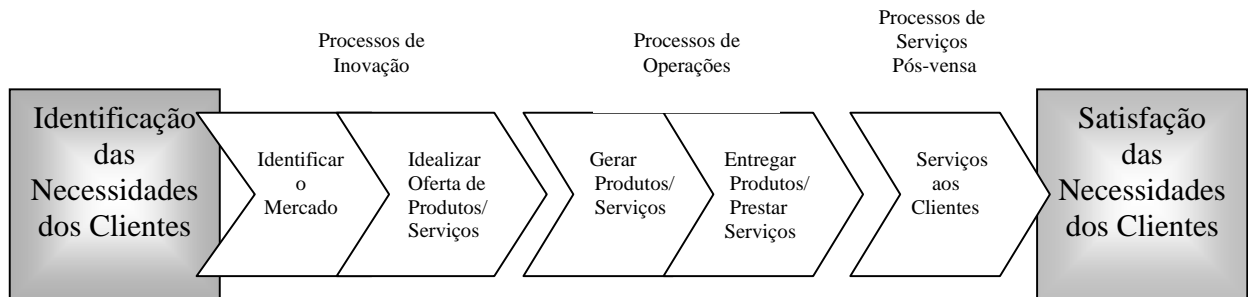 Processos de
Inovação
Processos de
Operações
Processos de
Serviços
Pós-vensa
Identificação
das
Necessidades
dos Clientes
Identificar
o
Mercado
Idealizar
Oferta de
Produtos/
Serviços
Gerar
Produtos/
Serviços
Entregar
Produtos/
Prestar
Serviços
Serviços
aos
Clientes
Satisfação
das
Necessidades
dos Clientes